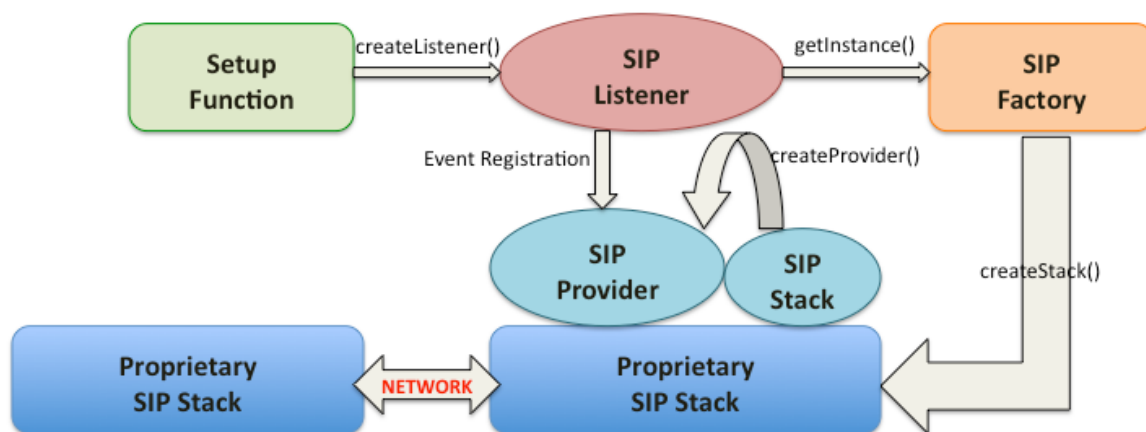 Setup
Function
createListener()
SIP
Listener
getInstance()
SIP
Factory
Event Registration
createProvider()
SIP
Provider
SIP
Stack
createStack()
Proprietary
SIP Stack
NETWORK
Proprietary
SIP Stack